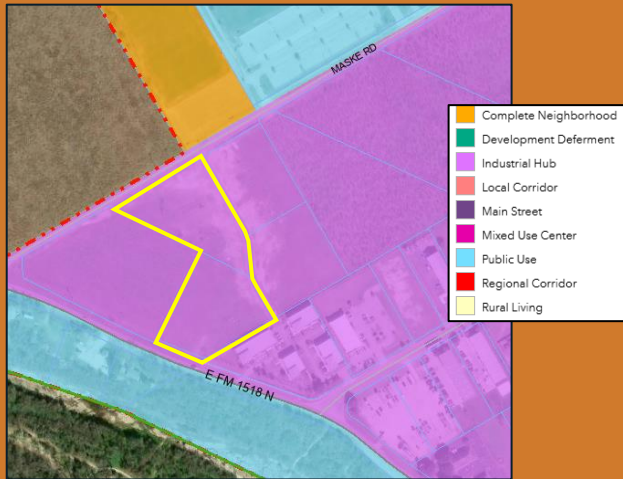 MASKE RD
Complete Neighborhood
Development Deferment
Industrial Hub
Local Corridor
Main Street
Mixed Use Center
Public Use
Regional Corridor
Rural Living
E FM 1518 N